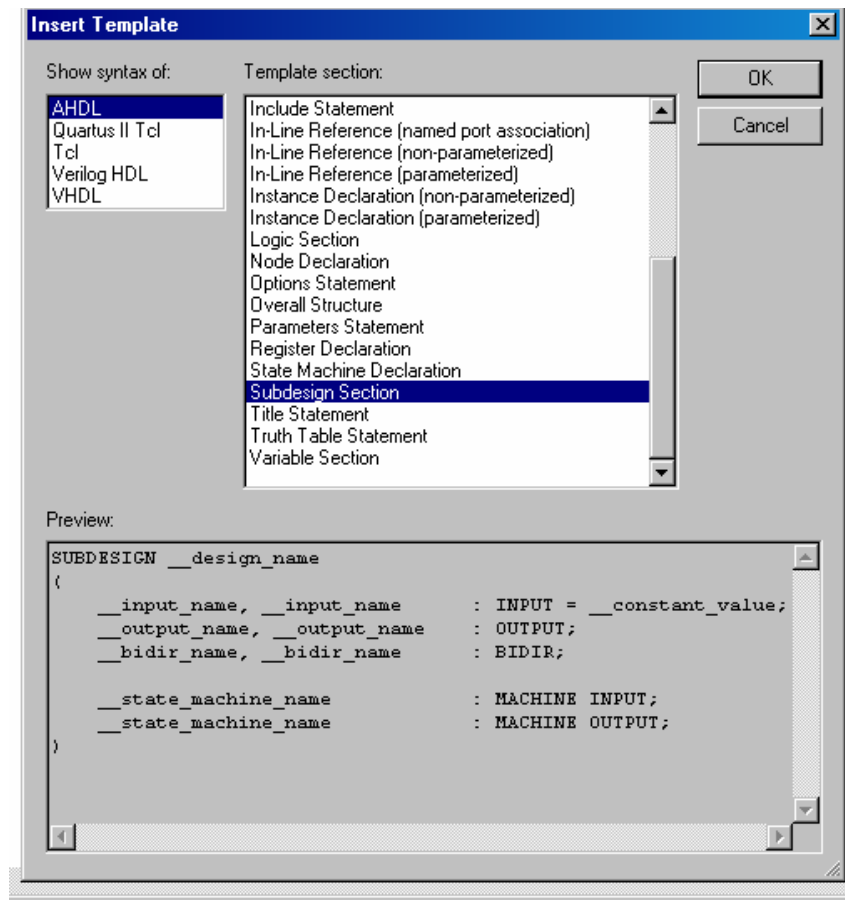 Insert Template
Show syntax of:
Template section:
OK
Cancel
AHDL
Quartus II Tcl
Tcl
Verilog HDL
VHDL
Include Statement
In-Line Reference (named port association)
In-Line Reference (non-parameterized)
In-Line Reference (parameterized)
Instance Declaration (non-parameterized)
Instance Declaration (parameterized)
Logic Section
Node Declaration
Options Statement
Overall Structure
Parameters Statement
Register Declaration
State Machine Declaration
Subdesign Section
Title Statement
Truth Table Statement
Variable Section
Preview:
SUBDESIGN __design_name
(
    __input_name, __input_name       : INPUT = __constant_value;
    __output_name, __output_name     : OUTPUT;
    __bidir_name, __bidir_name       : BIDIR;
    __state_machine_name             : MACHINE INPUT;
    __state_machine_name             : MACHINE OUTPUT;
)